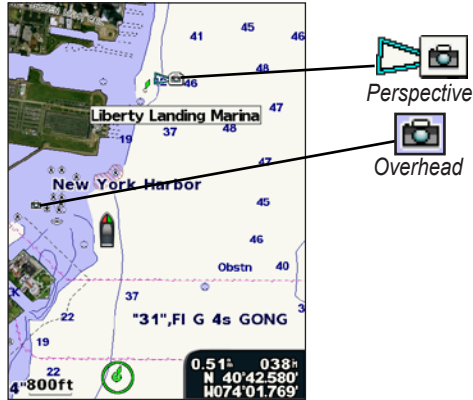 41
45
46
48
46
Perspective
Liberty Landing Marina
47
37
48
19
47
Overhead
New York Harbor
45
46
Obstn
40
37
22
"31",Fl G 4s GONG
3
19
22
0.51
038
4"
800ft
N 40°42.580'
W074°01.769'